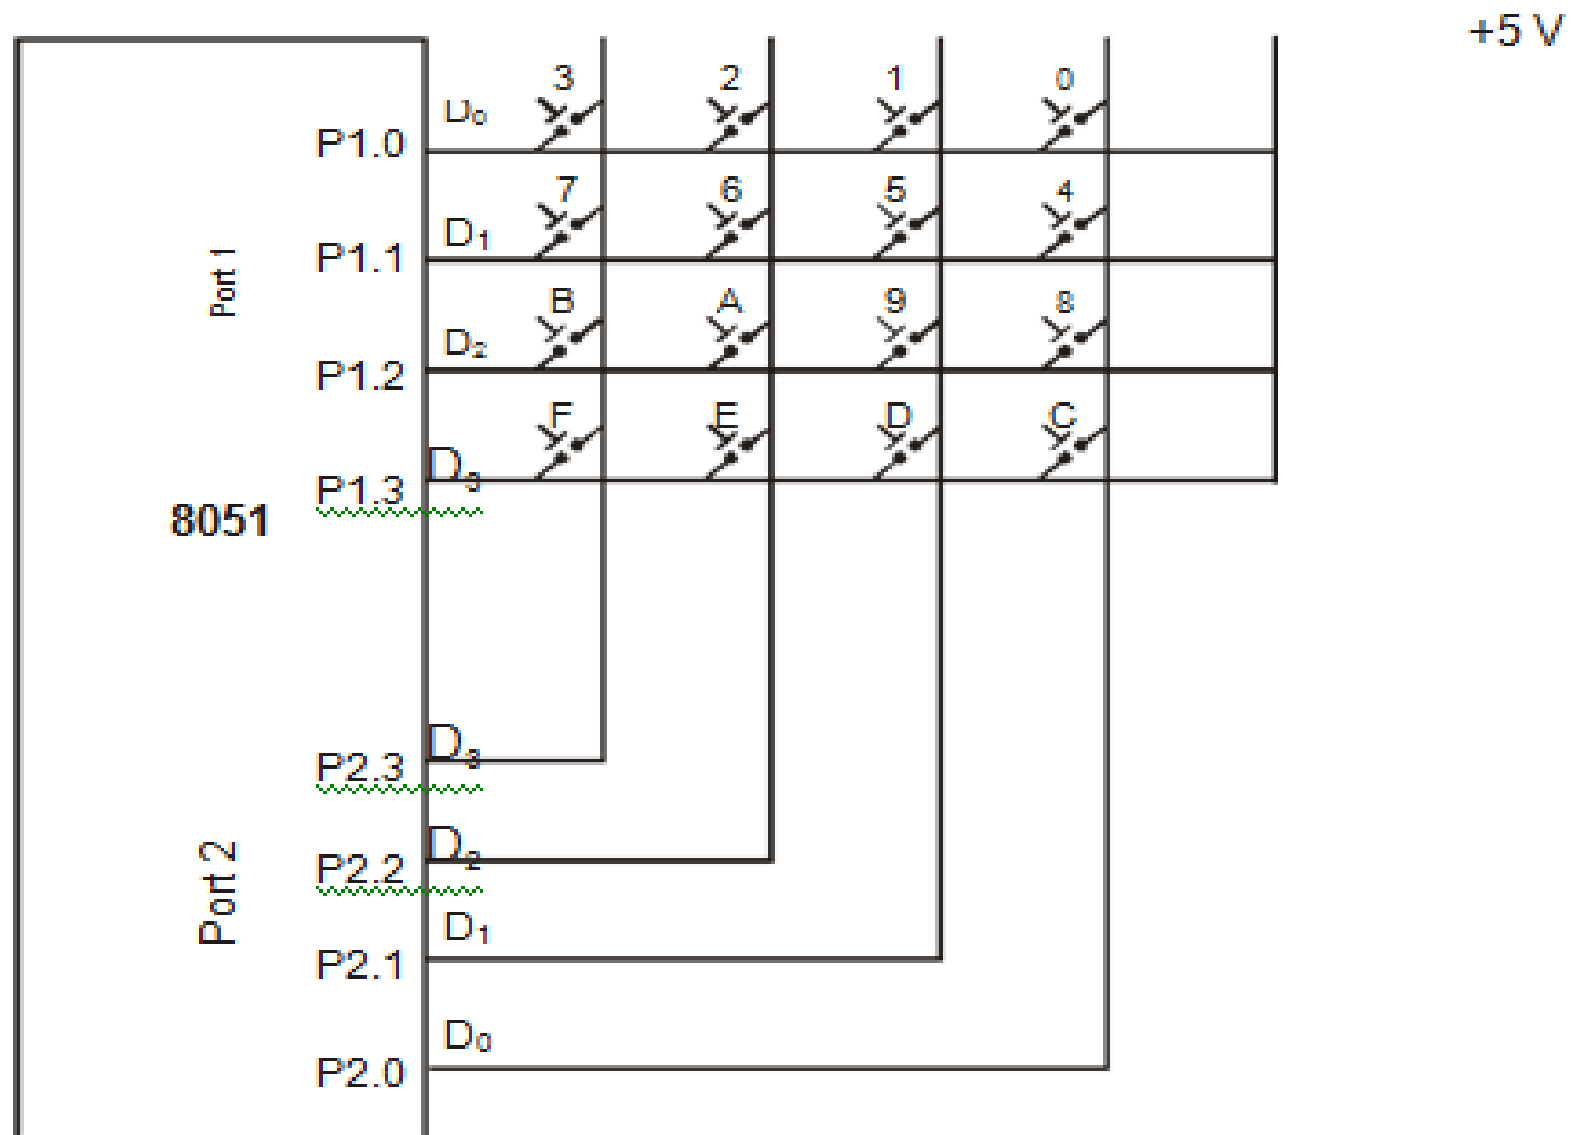 +5 V
3 2 1 0
D0
P1.0
7 6 5 4
D1
P1.1
Port 1
B A 9 8
D2
P1.2
F E D C
D3
P1.3
8051
D3
P2.3
D2
P2.2
Port 2
D1
P2.1
D0
P2.0